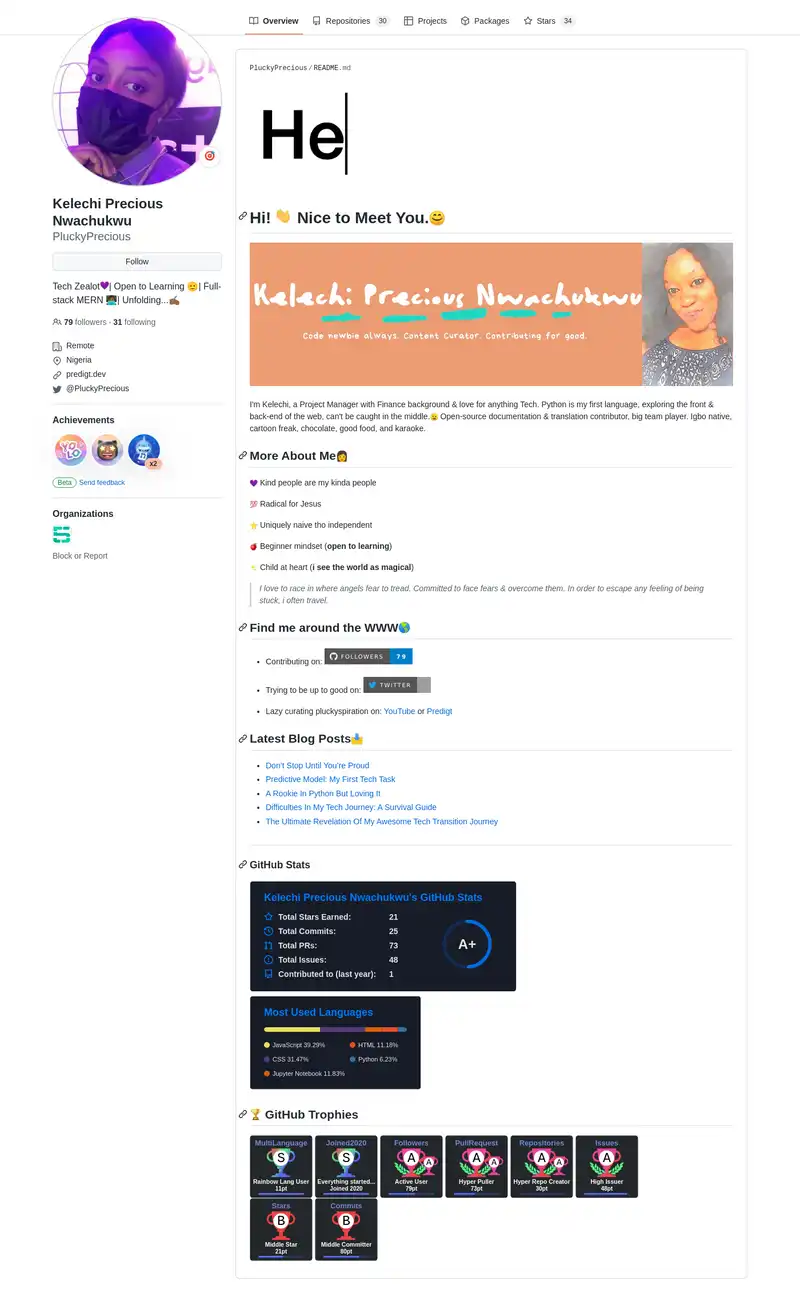 Overview
Repositories 30
Projects
Packages
Stars 34
Kelechi Precious
Nwachukwu
PluckyPrecious
Follow
Tech Zealot💜| Open to Learning 🙂| Full-
stack MERN 👩🏾‍💻| Unfolding...✍🏾
79 followers · 31 following
Remote
Nigeria
predigt.dev
@PluckyPrecious
Achievements
YOLO
x2
Beta Send feedback
Organizations
Block or Report
PluckyPrecious/README.md
He
Hi! 👋 Nice to Meet You.😊
Kelechi Precious Nwachukwu
Code newbie always. Content Curator. Contributing for good.
I'm Kelechi, a Project Manager with Finance background & love for anything Tech. Python is my first language, exploring the front &
back-end of the web, can't be caught in the middle.😉 Open-source documentation & translation contributor, big team player. Igbo native,
cartoon freak, chocolate, good food, and karaoke.
More About Me👩
💜 Kind people are my kinda people
💯 Radical for Jesus
⭐ Uniquely naive tho independent
Beginner mindset (open to learning)
Child at heart (i see the world as magical)
I love to race in where angels fear to tread. Committed to face fears & overcome them. In order to escape any feeling of being
stuck, i often travel.
Find me around the WWW🌎
• Contributing on: FOLLOWERS 79
• Trying to be up to good on: TWITTER
• Lazy curating pluckyspiration on: YouTube or Predigt
Latest Blog Posts📥
• Don't Stop Until You're Proud
• Predictive Model: My First Tech Task
• A Rookie In Python But Loving It
• Difficulties In My Tech Journey: A Survival Guide
• The Ultimate Revelation Of My Awesome Tech Transition Journey
GitHub Stats
Kelechi Precious Nwachukwu's GitHub Stats
Total Stars Earned: 21
Total Commits: 25
Total PRs: 73
Total Issues: 48
Contributed to (last year): 1
A+
Most Used Languages
JavaScript 39.29%
HTML 11.18%
CSS 31.47%
Python 6.23%
Jupyter Notebook 11.83%
🏆 GitHub Trophies
MultiLanguage
S
Rainbow Lang User
11pt
Joined2020
S
Everything started...
Joined 2020
Followers
A
A
Active User
79pt
PullRequest
A
A
Hyper Puller
73pt
Repositories
A
A
Hyper Repo Creator
30pt
Issues
A
High Issuer
48pt
Stars
B
Middle Star
21pt
Commits
B
Middle Committer
60pt